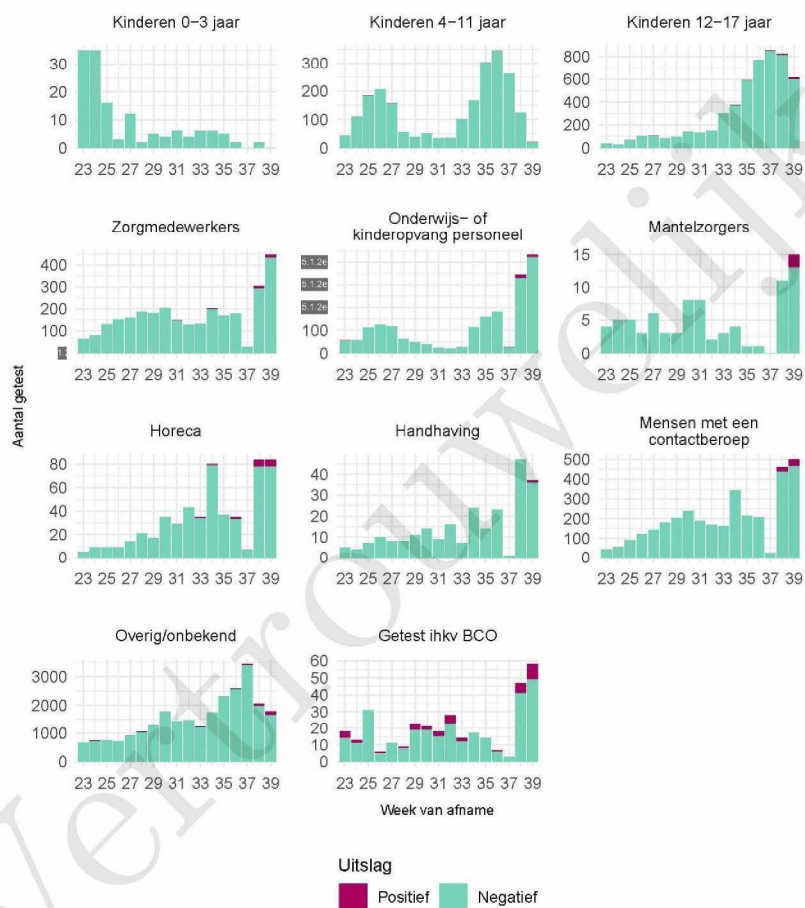 Kinderen 0−3 jaar
Kinderen 4−11 jaar
Kinderen 12−17 jaar
30
20
10
0
23 25 27 29 31 33 35 37 39
300
200
100
0
23 25 27 29 31 33 35 37 39
800
600
400
200
0
23 25 27 29 31 33 35 37 39
Zorgmedewerkers
Onderwijs− of
kinderopvang personeel
Mantelzorgers
400
300
200
100
23 25 27 29 31 33 35 37 39
5.1.2e
5.1.2e
5.1.2e
100
0
23 25 27 29 31 33 35 37 39
15
10
5
0
23 25 27 29 31 33 35 37 39
Aantal getest
Horeca
Handhaving
Mensen met een
contactberoep
80
60
40
20
0
23 25 27 29 31 33 35 37 39
40
30
20
10
0
23 25 27 29 31 33 35 37 39
500
400
300
200
100
0
23 25 27 29 31 33 35 37 39
Overig/onbekend
Getest ihkv BCO
3000
2000
1000
0
23 25 27 29 31 33 35 37 39
60
50
40
30
20
10
0
23 25 27 29 31 33 35 37 39
Week van afname
Uitslag
Positief
Negatief
Vertrouwelijk